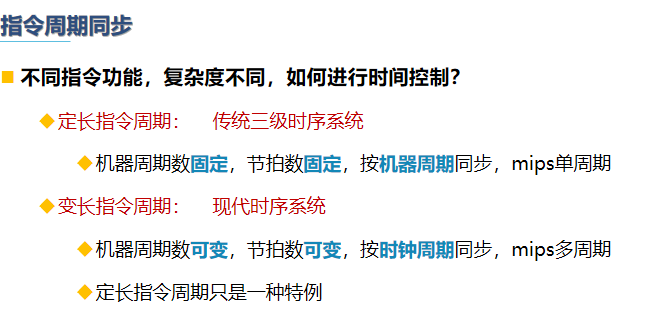 指令周期同步
不同指令功能，复杂度不同，如何进行时间控制？
定长指令周期： 传统三级时序系统
机器周期数固定，节拍数固定，按机器周期同步，mips单周期
变长指令周期： 现代时序系统
机器周期数可变，节拍数可变，按时钟周期同步，mips多周期
定长指令周期只是一种特例